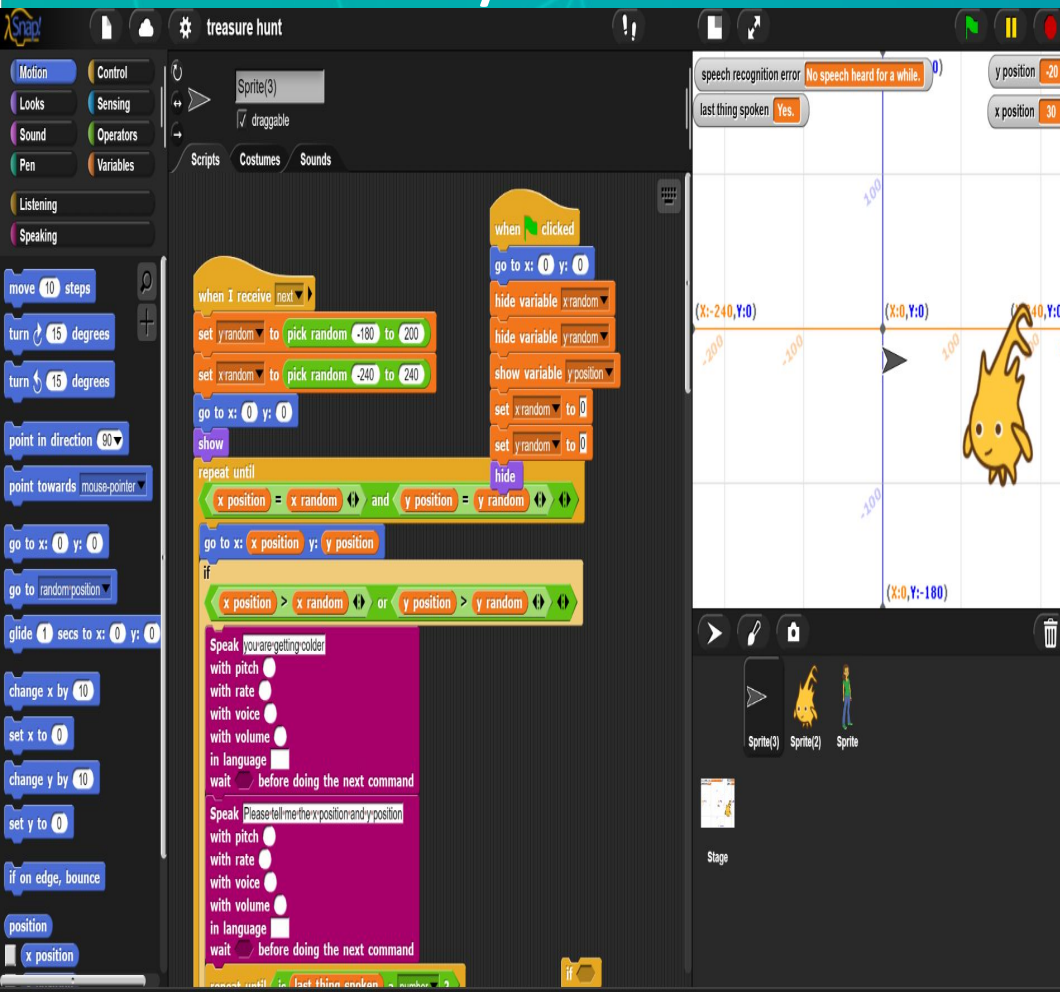 Snap!
treasure hunt
Motion
Control
Looks
Sensing
Sound
Operators
Pen
Variables
Listening
Speaking
move 10 steps
turn 15 degrees
turn 15 degrees
point in direction 90
point towards mouse-pointer
go to x: 0 y: 0
go to random position
glide 1 secs to x: 0 y: 0
change x by 10
set x to 0
change y by 10
set y to 0
if on edge, bounce
position
x position
Sprite(3)
draggable
Scripts
Costumes
Sounds
when clicked
go to x: 0 y: 0
hide variable x random
hide variable y random
show variable y position
set x random to 0
set y random to 0
hide
when I receive next
set y random to pick random -180 to 200
set x random to pick random -240 to 240
go to x: 0 y: 0
show
repeat until
x position = x random and y position = y random
go to x: x position y: y position
if
x position > x random or y position > y random
Speak you are getting colder
with pitch
with rate
with voice
with volume
in language
wait before doing the next command
Speak Please tell me the x position and y position
with pitch
with rate
with voice
with volume
in language
wait before doing the next command
repeat until is last thing spoken a number ?
if
speech recognition error No speech heard for a while.
0)
last thing spoken Yes.
y position -20
x position 30
100
(X:-240,Y:0)
(X:0,Y:0)
40,Y:0
-200
-100
100
-100
(X:0,Y:-180)
Sprite(3)
Sprite(2)
Sprite
Stage